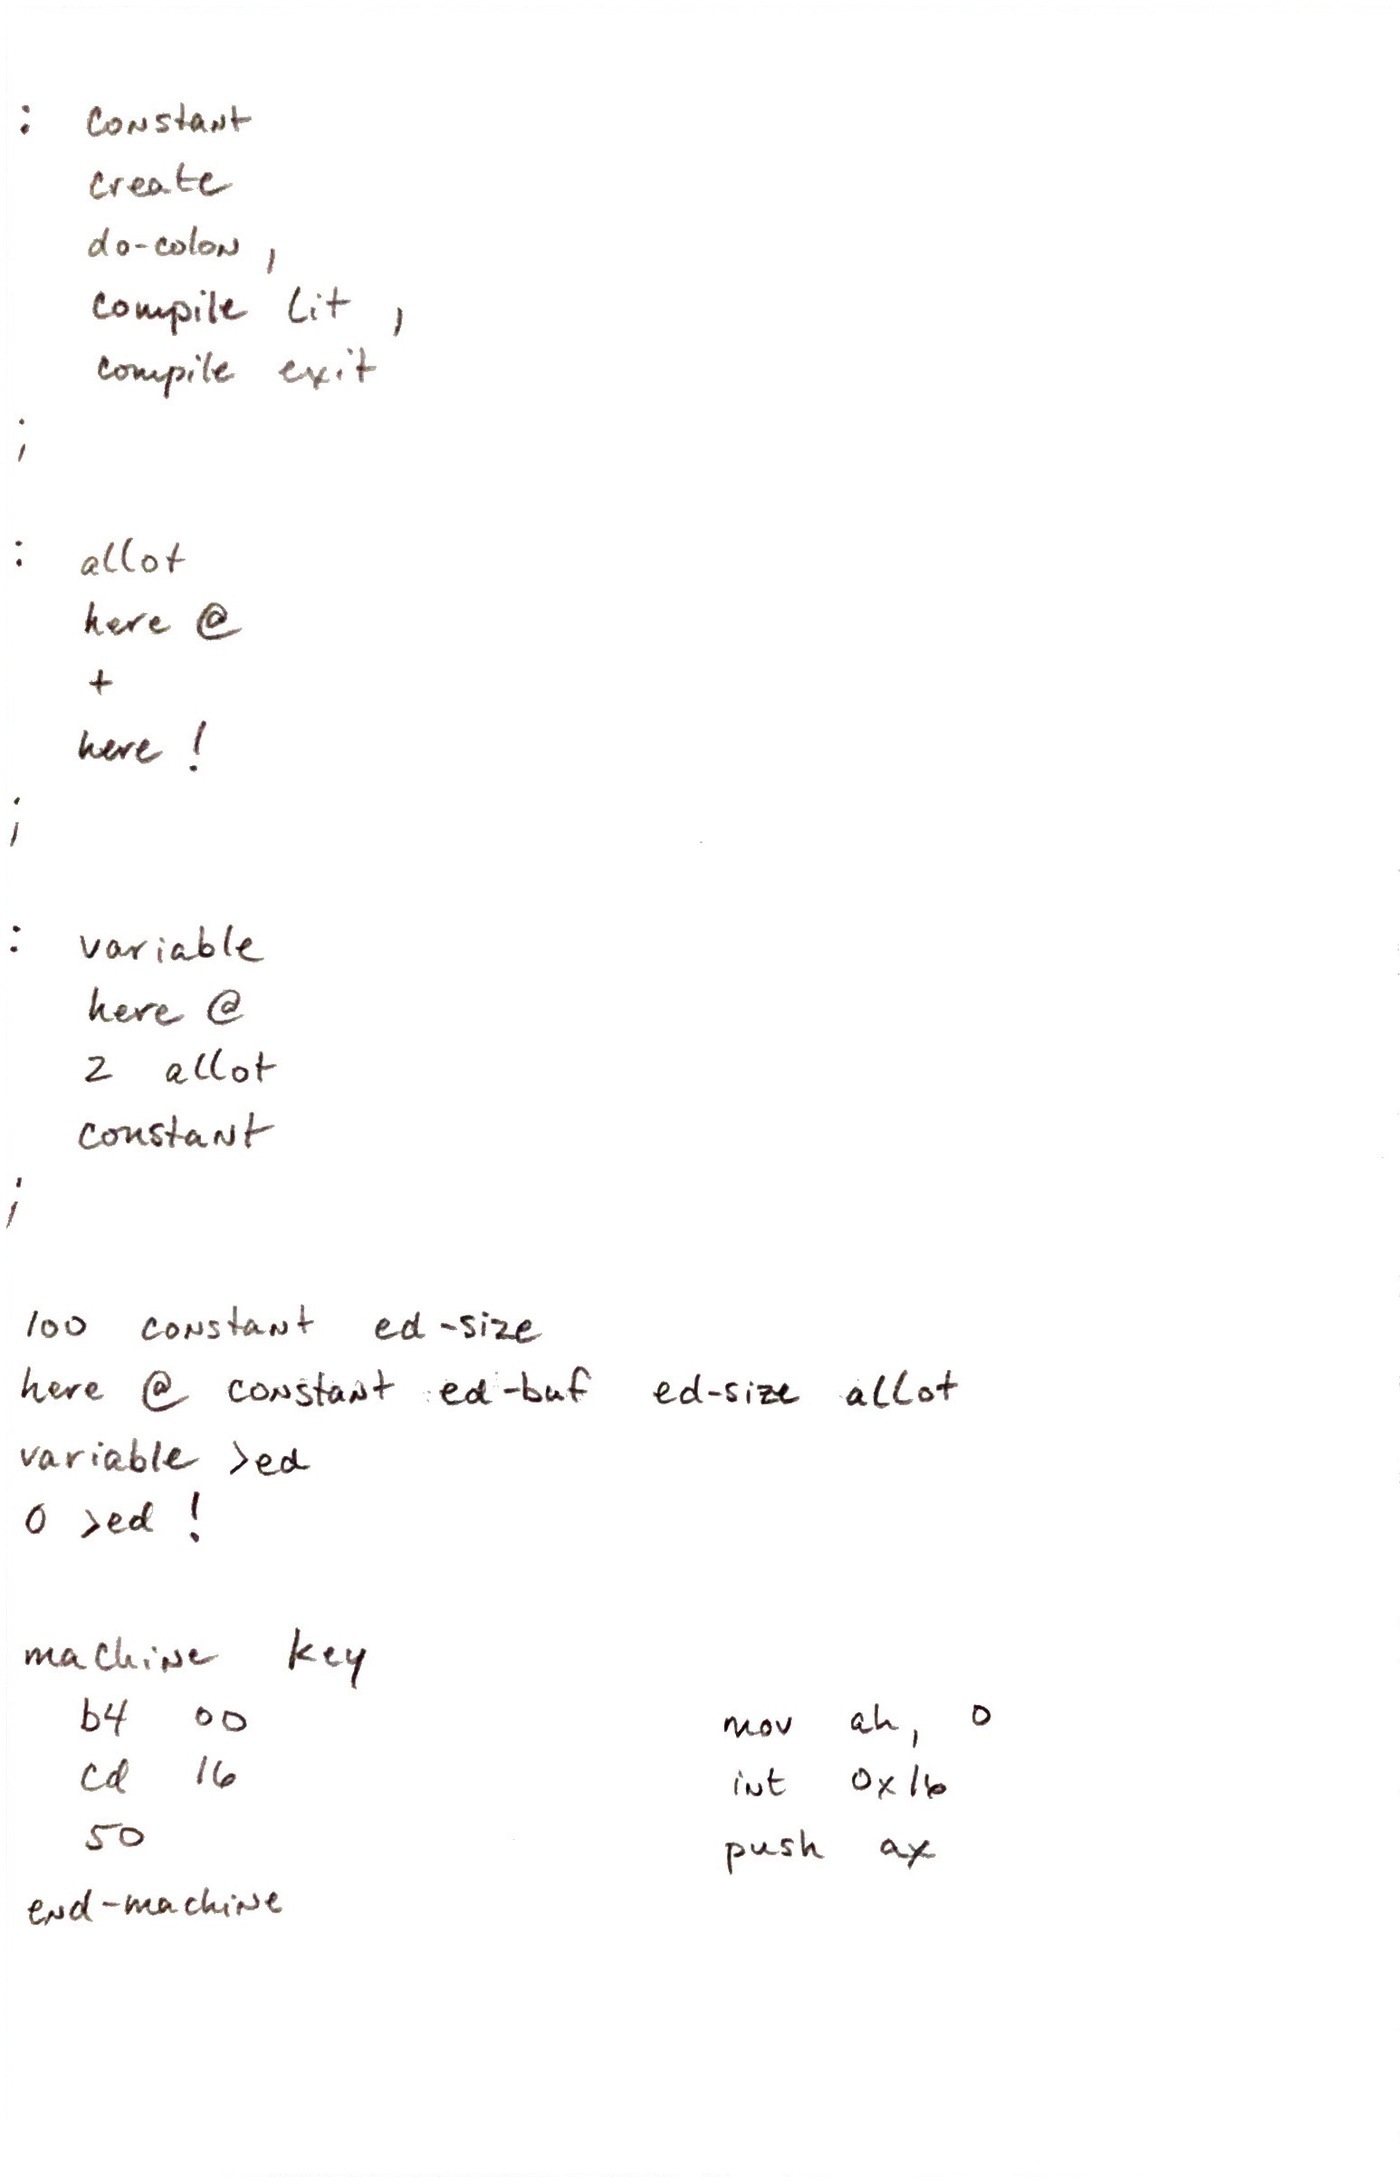 : constant
create
do-colon ,
compile lit ,
compile exit
;
: allot
here @
+
here !
;
: variable
here @
2 allot
constant
;
100 constant ed-size
here @ constant ed-buf ed-size allot
variable >ed
0 >ed !
machine key
b4 00 mov ah, 0
cd 16 int 0x16
50 push ax
end-machine